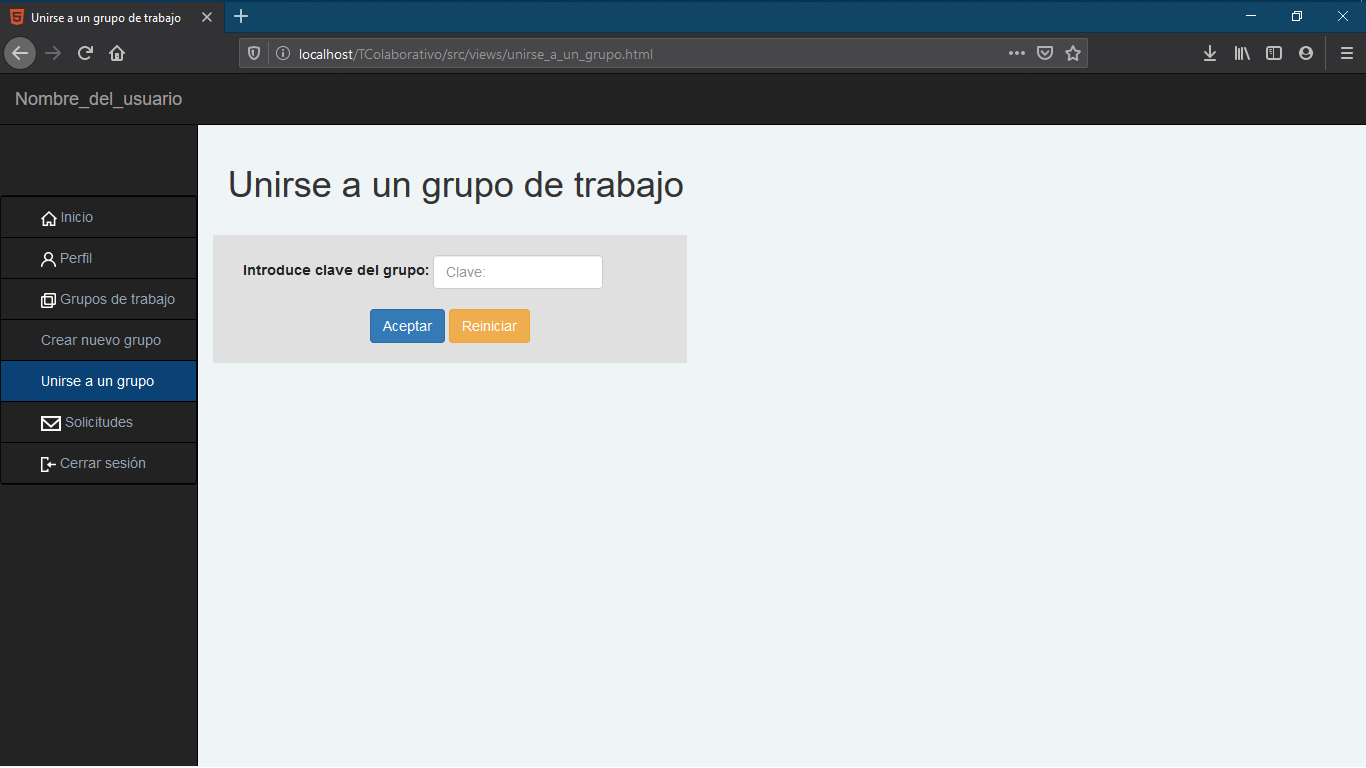 Unirse a un grupo de trabajo
localhost/TColaborativo/src/views/unirse_a_un_grupo.html
Nombre_del_usuario
Inicio
Perfil
Grupos de trabajo
Crear nuevo grupo
Unirse a un grupo
Solicitudes
Cerrar sesión
Unirse a un grupo de trabajo
Introduce clave del grupo: Clave:
Aceptar Reiniciar